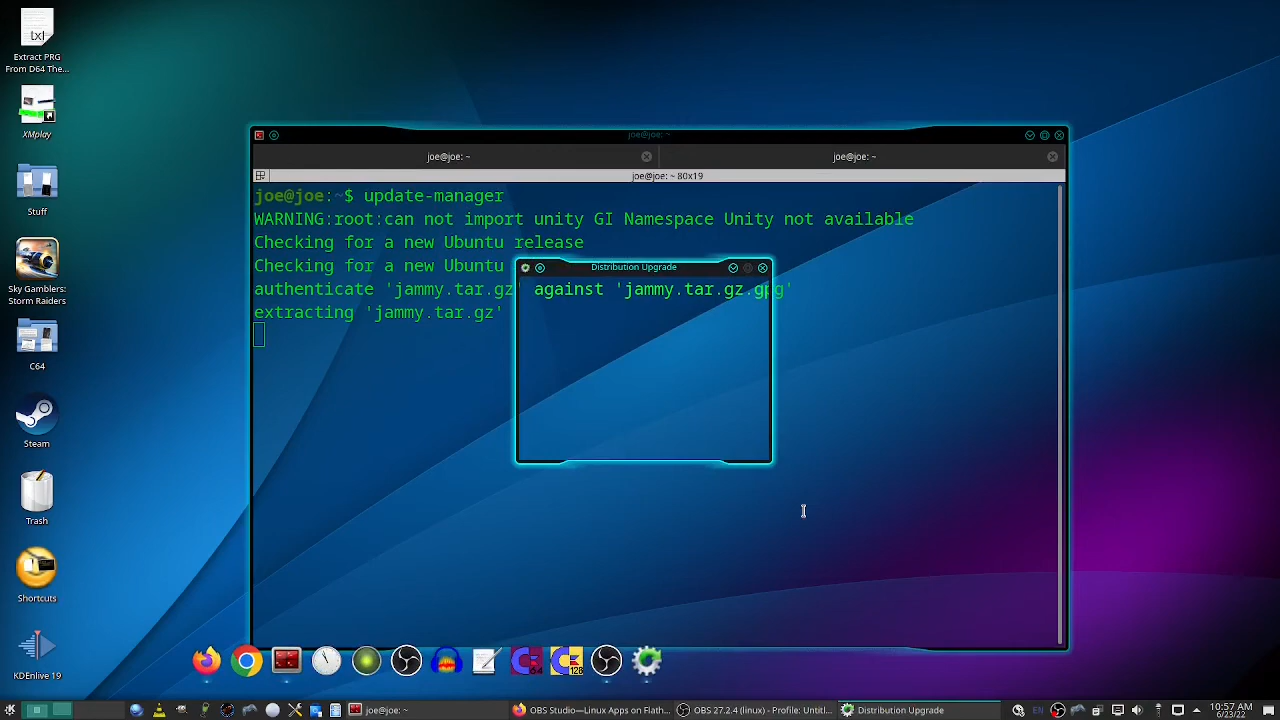 txt
Extract PRG
From D64 The...
XMplay
Stuff
Sky Gamblers:
Storm Raiders
C64
Steam
Trash
Shortcuts
KDEnlive 19
joe@joe: ~
joe@joe: ~
joe@joe: ~
joe@joe: ~ 80x19
joe@joe:~$ update-manager
WARNING:root:can not import unity GI Namespace Unity not available
Checking for a new Ubuntu release
Checking for a new Ubuntu
authenticate 'jammy.tar.gz' against 'jammy.tar.gz.gpg'
extracting 'jammy.tar.gz'
Distribution Upgrade
joe@joe: ~
OBS Studio—Linux Apps on Flath...
OBS 27.2.4 (linux) - Profile: Untitl...
Distribution Upgrade
EN
10:57 AM